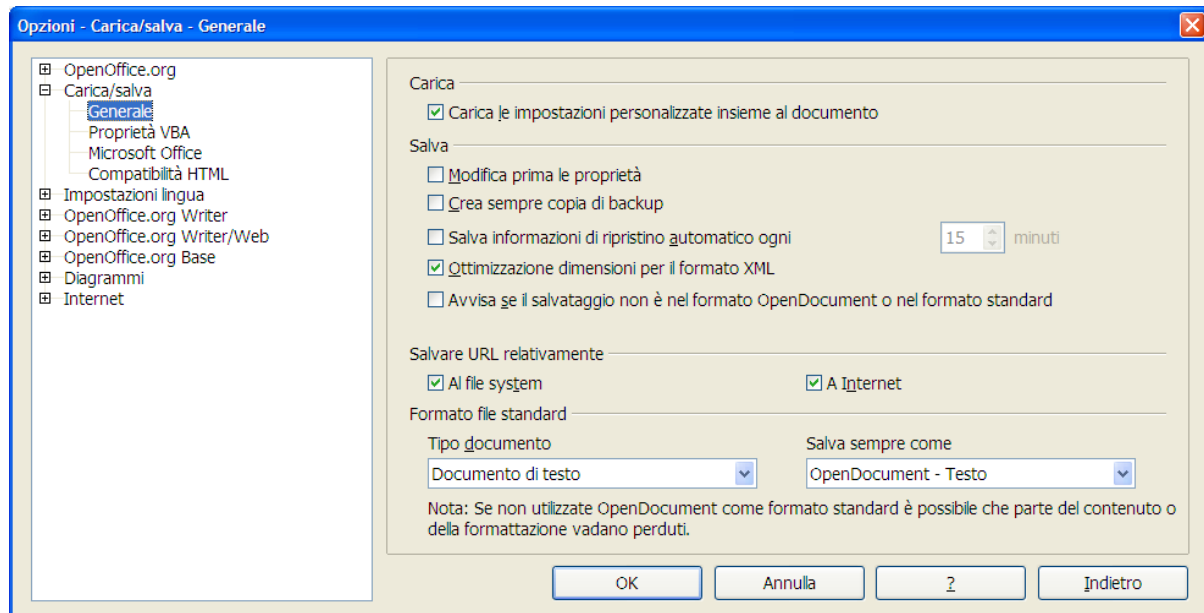 Opzioni - Carica/salva - Generale
OpenOffice.org
Carica/salva
Generale
Proprietà VBA
Microsoft Office
Compatibilità HTML
Impostazioni lingua
OpenOffice.org Writer
OpenOffice.org Writer/Web
OpenOffice.org Base
Diagrammi
Internet
Carica
Carica le impostazioni personalizzate insieme al documento
Salva
Modifica prima le proprietà
Crea sempre copia di backup
Salva informazioni di ripristino automatico ogni 15 minuti
Ottimizzazione dimensioni per il formato XML
Avvisa se il salvataggio non è nel formato OpenDocument o nel formato standard
Salvare URL relativamente
Al file system A Internet
Formato file standard
Tipo documento Salva sempre come
Documento di testo OpenDocument - Testo
Nota: Se non utilizzate OpenDocument come formato standard è possibile che parte del contenuto o
della formattazione vadano perduti.
OK Annulla ? Indietro